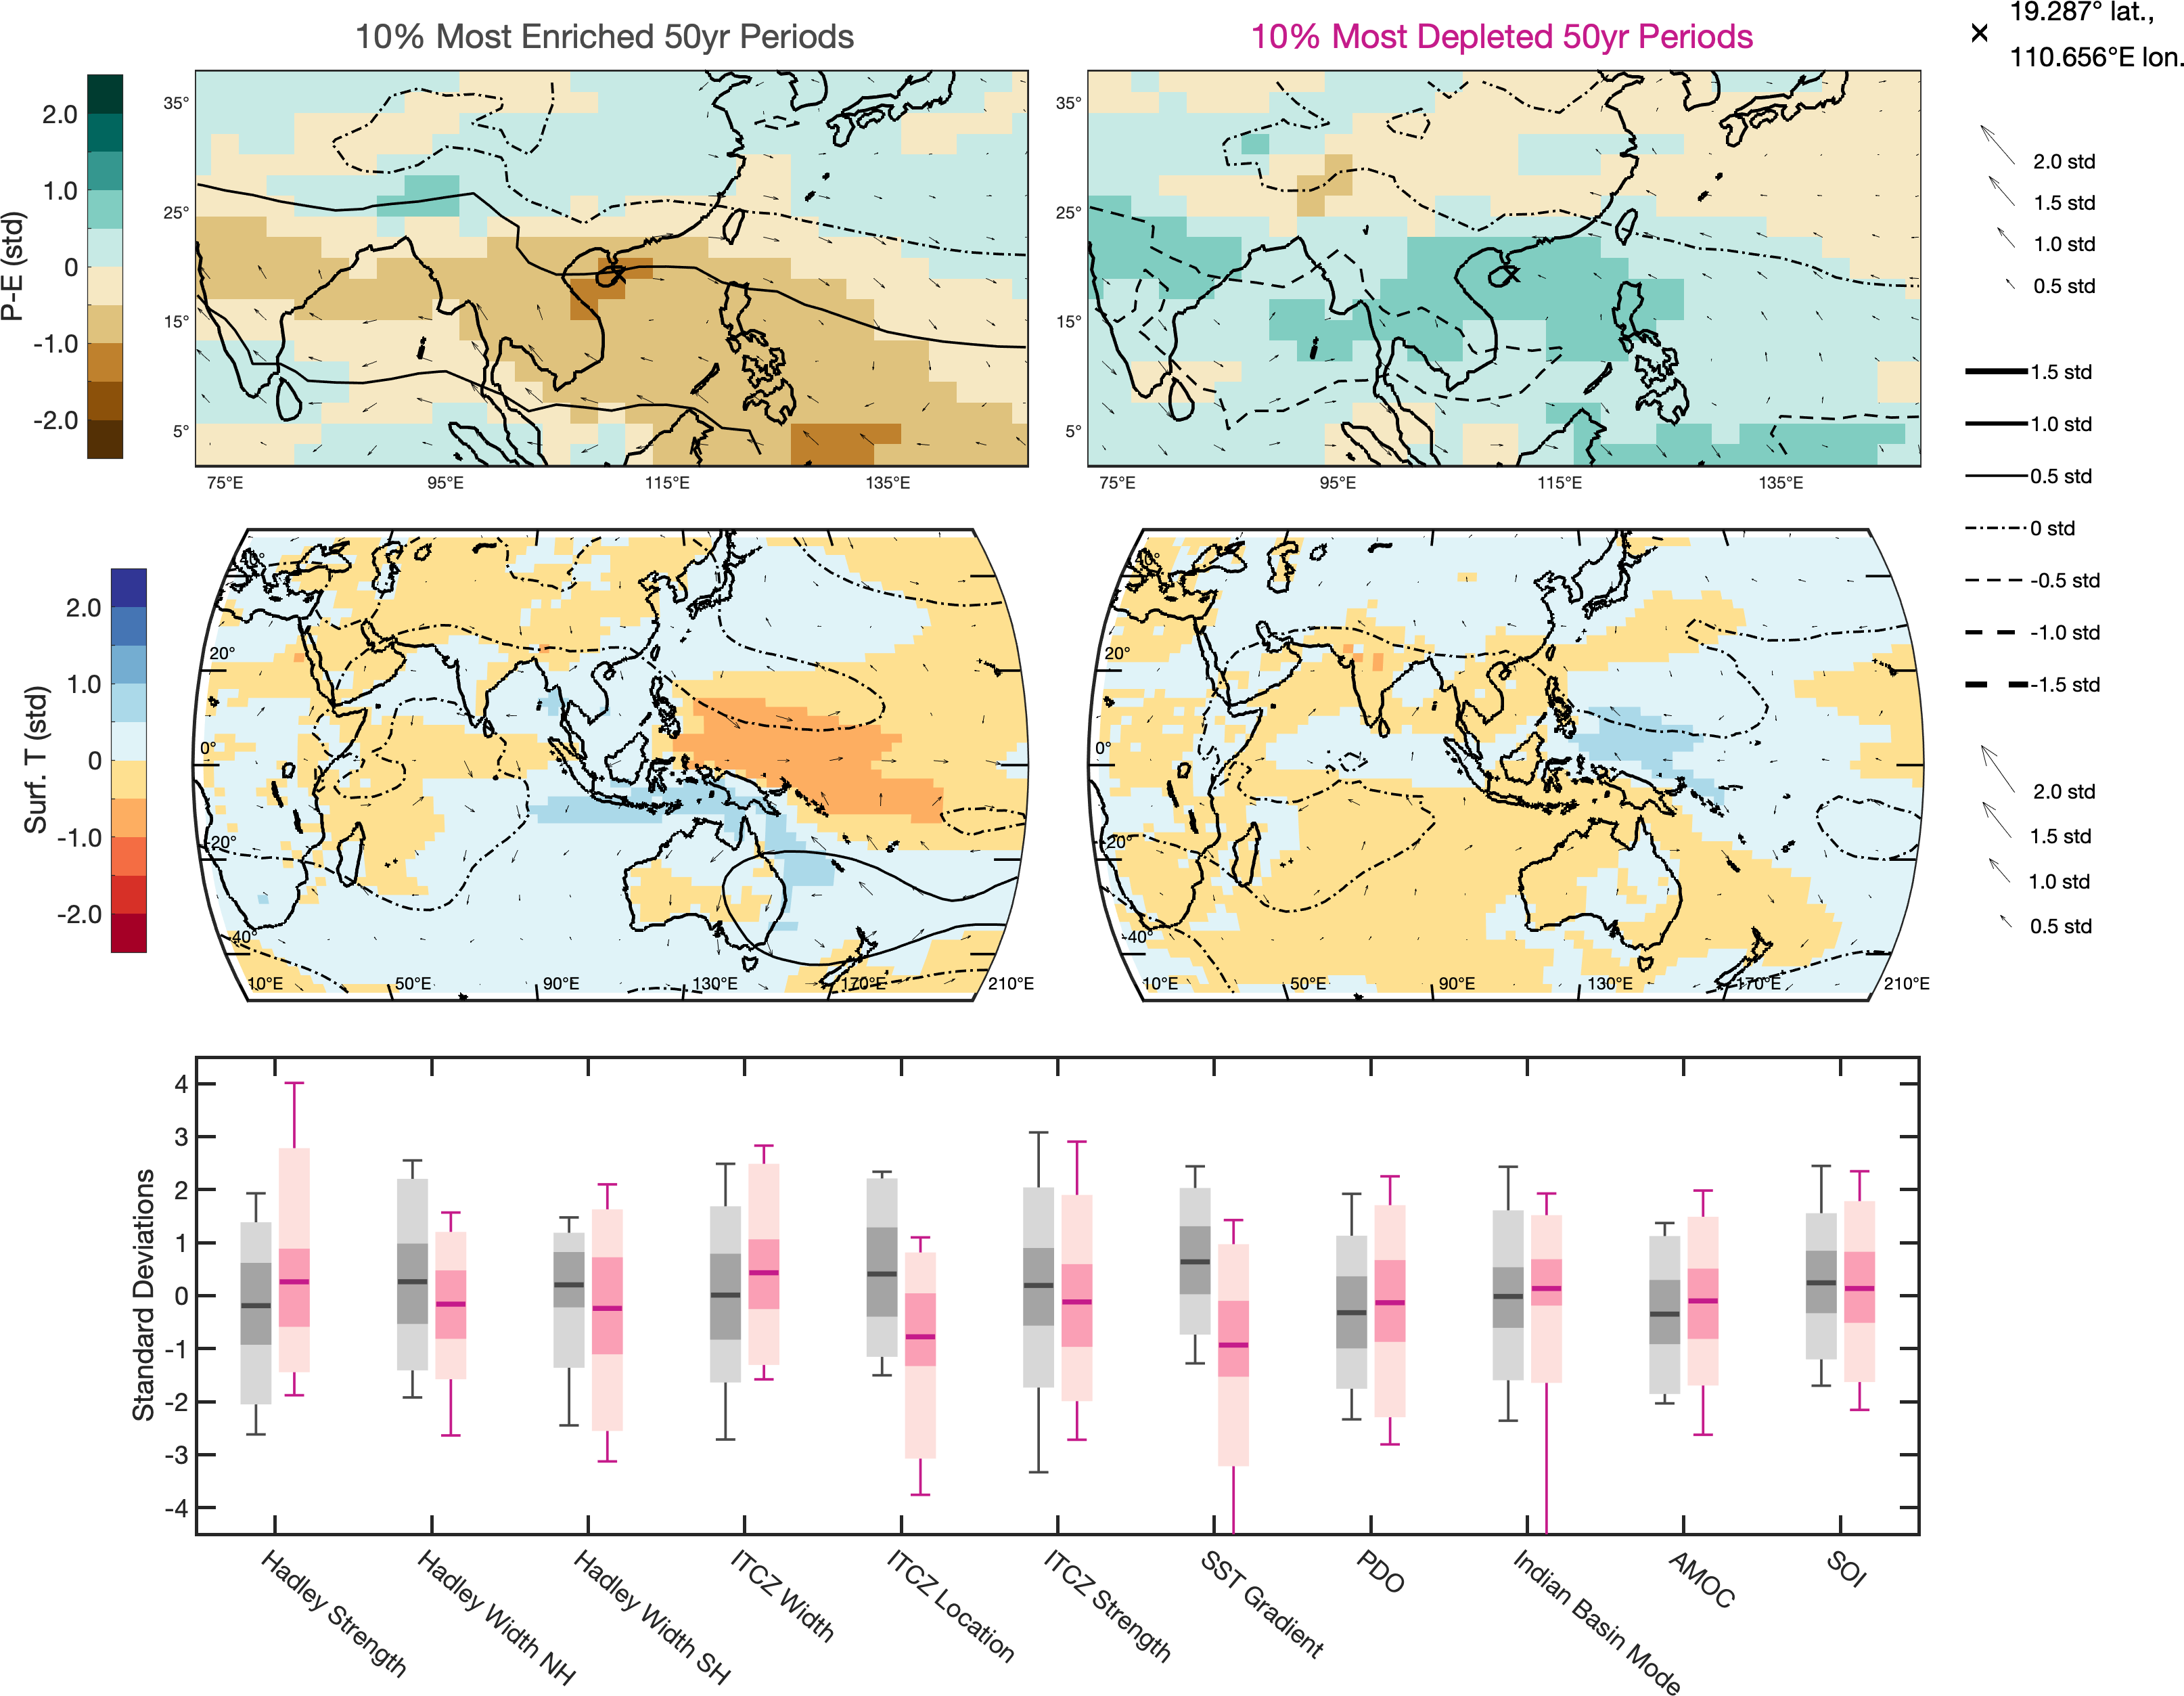 10% Most Enriched 50yr Periods
10% Most Depleted 50yr Periods
× 19.287° lat.,
110.656°E lon.
P-E (std)
2.0
1.0
0
-1.0
-2.0
35°
25°
15°
5°
75°E 95°E 115°E 135°E
35°
25°
15°
5°
75°E 95°E 115°E 135°E
2.0 std
1.5 std
1.0 std
0.5 std
1.5 std
1.0 std
0.5 std
0 std
-0.5 std
-1.0 std
-1.5 std
Surf. T (std)
2.0
1.0
0
-1.0
-2.0
40°
20°
0°
-20°
-40°
10°E 50°E 90°E 130°E 170°E 210°E
40°
20°
0°
-20°
-40°
10°E 50°E 90°E 130°E 170°E 210°E
2.0 std
1.5 std
1.0 std
0.5 std
Standard Deviations
4
3
2
1
0
-1
-2
-3
-4
Hadley Strength
Hadley Width NH
Hadley Width SH
ITCZ Width
ITCZ Location
ITCZ Strength
SST Gradient
PDO
Indian Basin Mode
AMOC
SOI